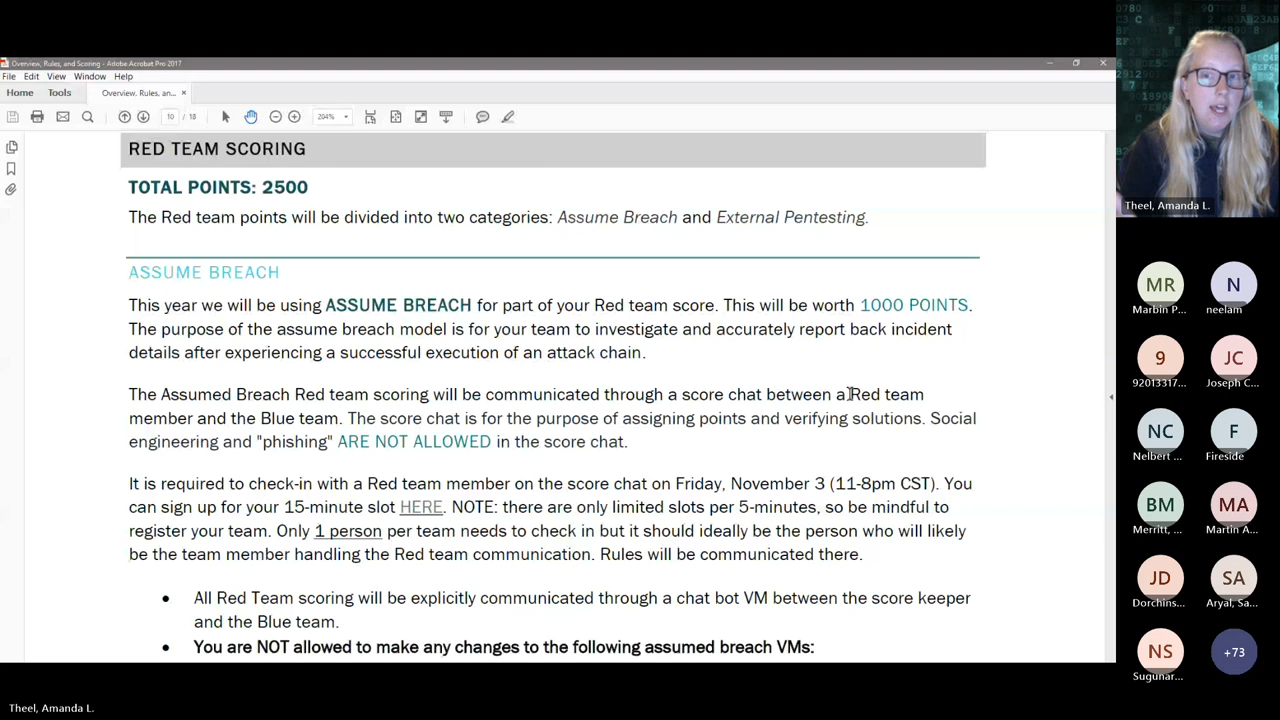 Overview, Rules, and Scoring - Adobe Acrobat Pro 2017
File Edit View Window Help
Home Tools Overview, Rules, an... ×
10 / 18 204%
RED TEAM SCORING
TOTAL POINTS: 2500
The Red team points will be divided into two categories: Assume Breach and External Pentesting.
ASSUME BREACH
This year we will be using ASSUME BREACH for part of your Red team score. This will be worth 1000 POINTS.
The purpose of the assume breach model is for your team to investigate and accurately report back incident
details after experiencing a successful execution of an attack chain.
The Assumed Breach Red team scoring will be communicated through a score chat between a Red team
member and the Blue team. The score chat is for the purpose of assigning points and verifying solutions. Social
engineering and "phishing" ARE NOT ALLOWED in the score chat.
It is required to check-in with a Red team member on the score chat on Friday, November 3 (11-8pm CST). You
can sign up for your 15-minute slot HERE. NOTE: there are only limited slots per 5-minutes, so be mindful to
register your team. Only 1 person per team needs to check in but it should ideally be the person who will likely
be the team member handling the Red team communication. Rules will be communicated there.
• All Red Team scoring will be explicitly communicated through a chat bot VM between the score keeper
and the Blue team.
• You are NOT allowed to make any changes to the following assumed breach VMs:
Theel, Amanda L.
MR N
Marbin P... neelam
9 JC
92013317... Joseph C...
NC F
Nelbert ... Fireside
BM MA
Merritt, ... Martin A...
JD SA
Dorchins... Aryal, Sa...
NS +73
Sugunar...
Theel, Amanda L.